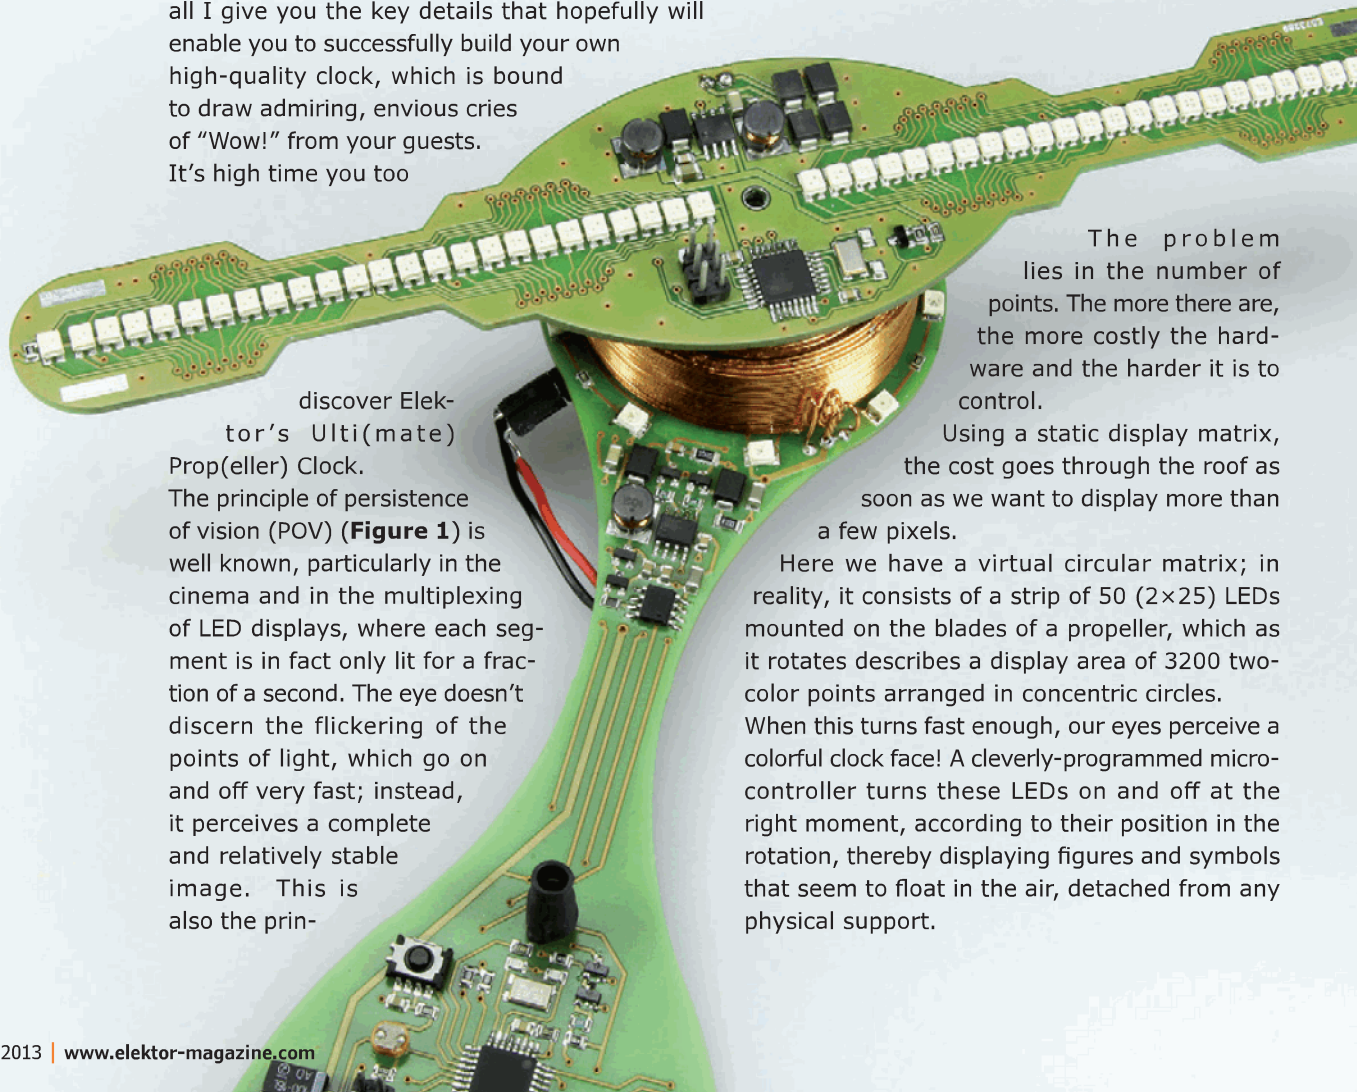 all I give you the key details that hopefully will
enable you to successfully build your own
high-quality clock, which is bound
to draw admiring, envious cries
of “Wow!” from your guests.
It’s high time you too
discover Elek-
tor’s Ulti(mate)
Prop(eller) Clock.
The principle of persistence
of vision (POV) (Figure 1) is
well known, particularly in the
cinema and in the multiplexing
of LED displays, where each seg-
ment is in fact only lit for a frac-
tion of a second. The eye doesn’t
discern the flickering of the
points of light, which go on
and off very fast; instead,
it perceives a complete
and relatively stable
image. This is
also the prin-
The problem
lies in the number of
points. The more there are,
the more costly the hard-
ware and the harder it is to
control.
Using a static display matrix,
the cost goes through the roof as
soon as we want to display more than
a few pixels.
Here we have a virtual circular matrix; in
reality, it consists of a strip of 50 (2×25) LEDs
mounted on the blades of a propeller, which as
it rotates describes a display area of 3200 two-
color points arranged in concentric circles.
When this turns fast enough, our eyes perceive a
colorful clock face! A cleverly-programmed micro-
controller turns these LEDs on and off at the
right moment, according to their position in the
rotation, thereby displaying figures and symbols
that seem to float in the air, detached from any
physical support.
2013 | www.elektor-magazine.com